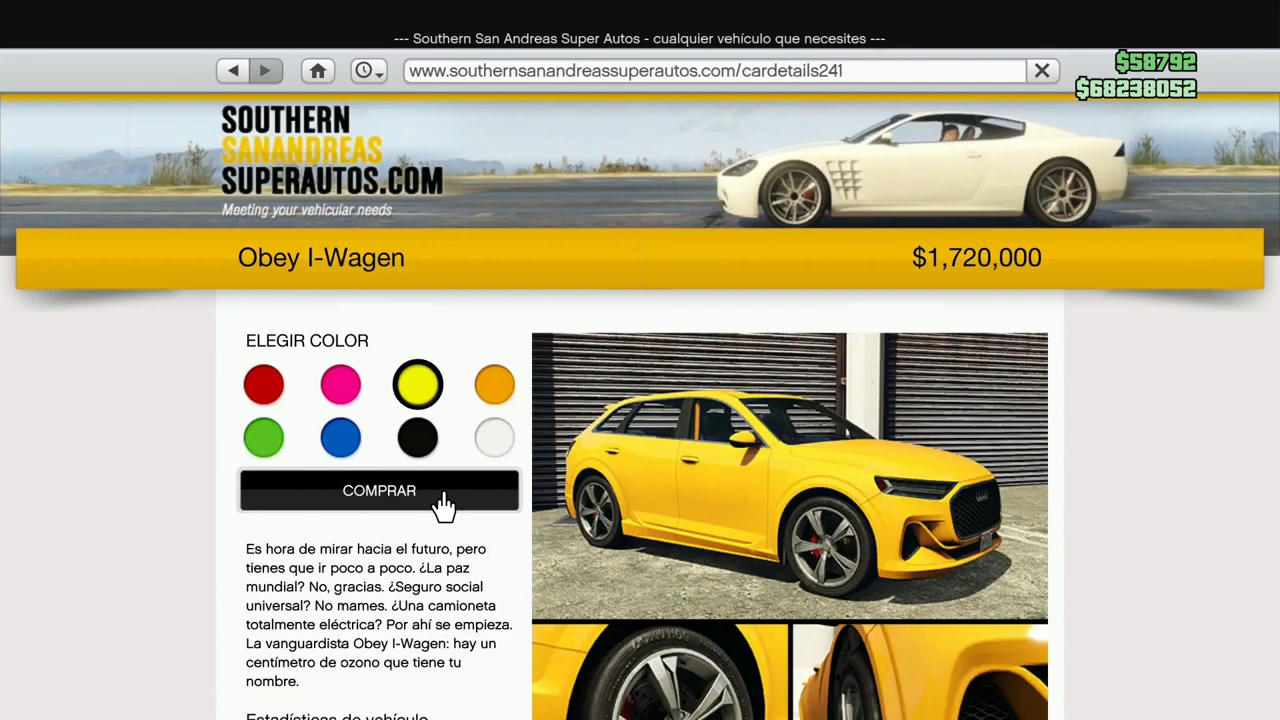 --- Southern San Andreas Super Autos - cualquier vehículo que necesites ---
www.southernsanandreassuperautos.com/cardetails241
$58792
$68238052
SOUTHERN
SANANDREAS
SUPERAUTOS.COM
Meeting your vehicular needs
Obey I-Wagen
$1,720,000
ELEGIR COLOR
COMPRAR
Es hora de mirar hacia el futuro, pero
tienes que ir poco a poco. ¿La paz
mundial? No, gracias. ¿Seguro social
universal? No mames. ¿Una camioneta
totalmente eléctrica? Por ahí se empieza.
La vanguardista Obey I-Wagen: hay un
centímetro de ozono que tiene tu
nombre.
Estadísticas de vehículo